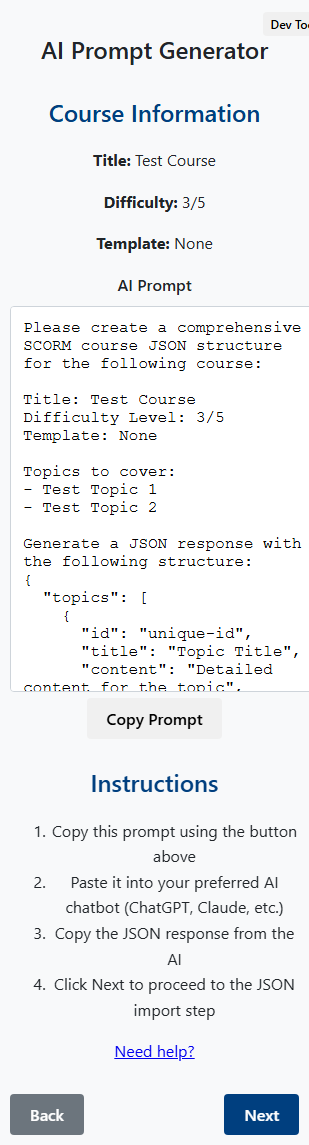 Dev Too
AI Prompt Generator
Course Information
Title: Test Course
Difficulty: 3/5
Template: None
AI Prompt
Please create a comprehensive
SCORM course JSON structure
for the following course:
Title: Test Course
Difficulty Level: 3/5
Template: None
Topics to cover:
- Test Topic 1
- Test Topic 2
Generate a JSON response with
the following structure:
{
"topics": [
{
"id": "unique-id",
"title": "Topic Title",
"content": "Detailed
content for the topic",
Copy Prompt
Instructions
1. Copy this prompt using the button
above
2. Paste it into your preferred AI
chatbot (ChatGPT, Claude, etc.)
3. Copy the JSON response from the
AI
4. Click Next to proceed to the JSON
import step
Need help?
Back
Next